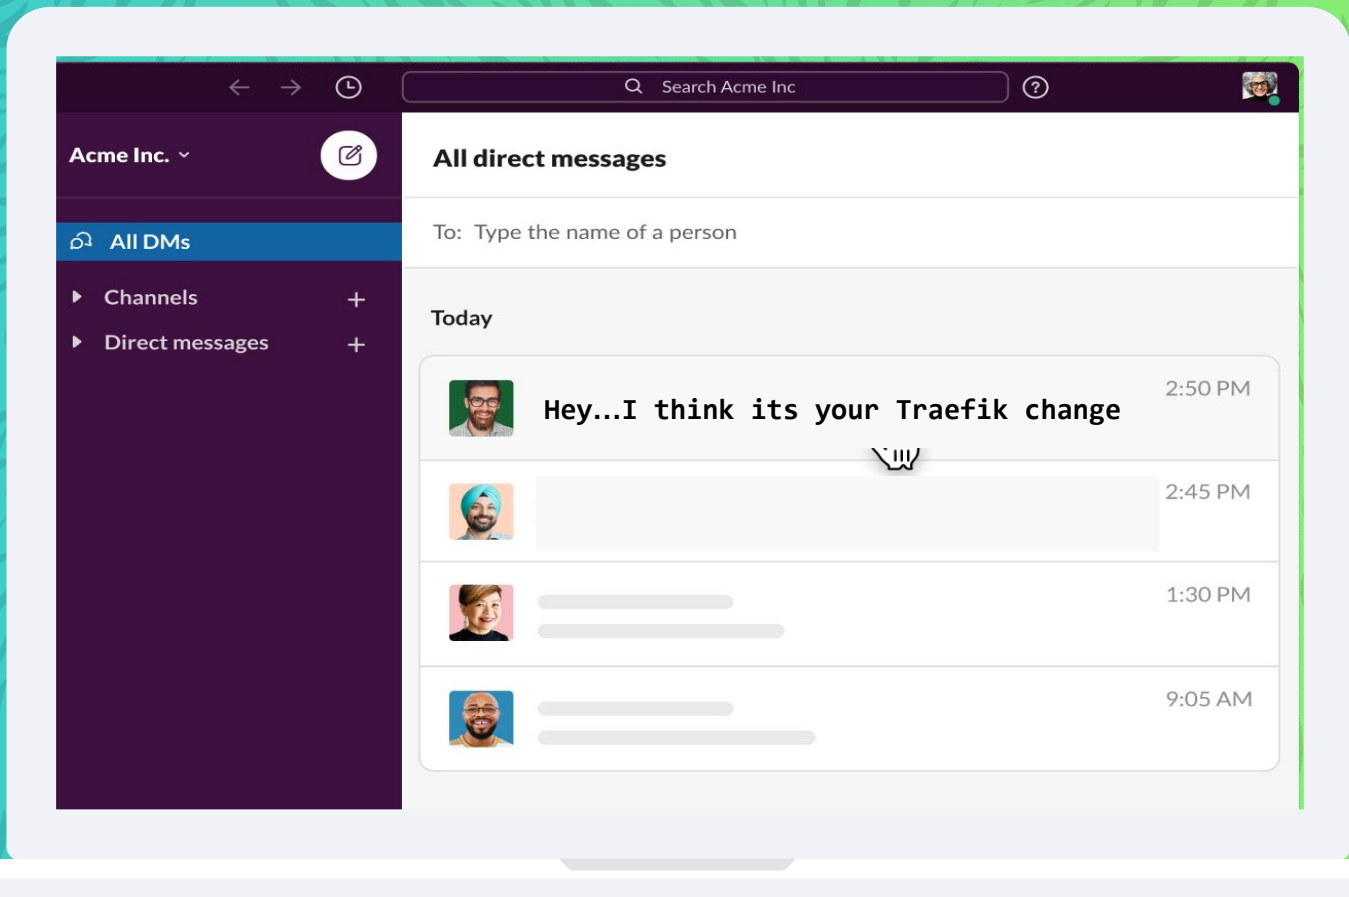 Search Acme Inc
Acme Inc.
All direct messages
All DMs
To: Type the name of a person
Channels
Direct messages
Today
2:50 PM
Hey...I think its your Traefik change
2:45 PM
1:30 PM
9:05 AM